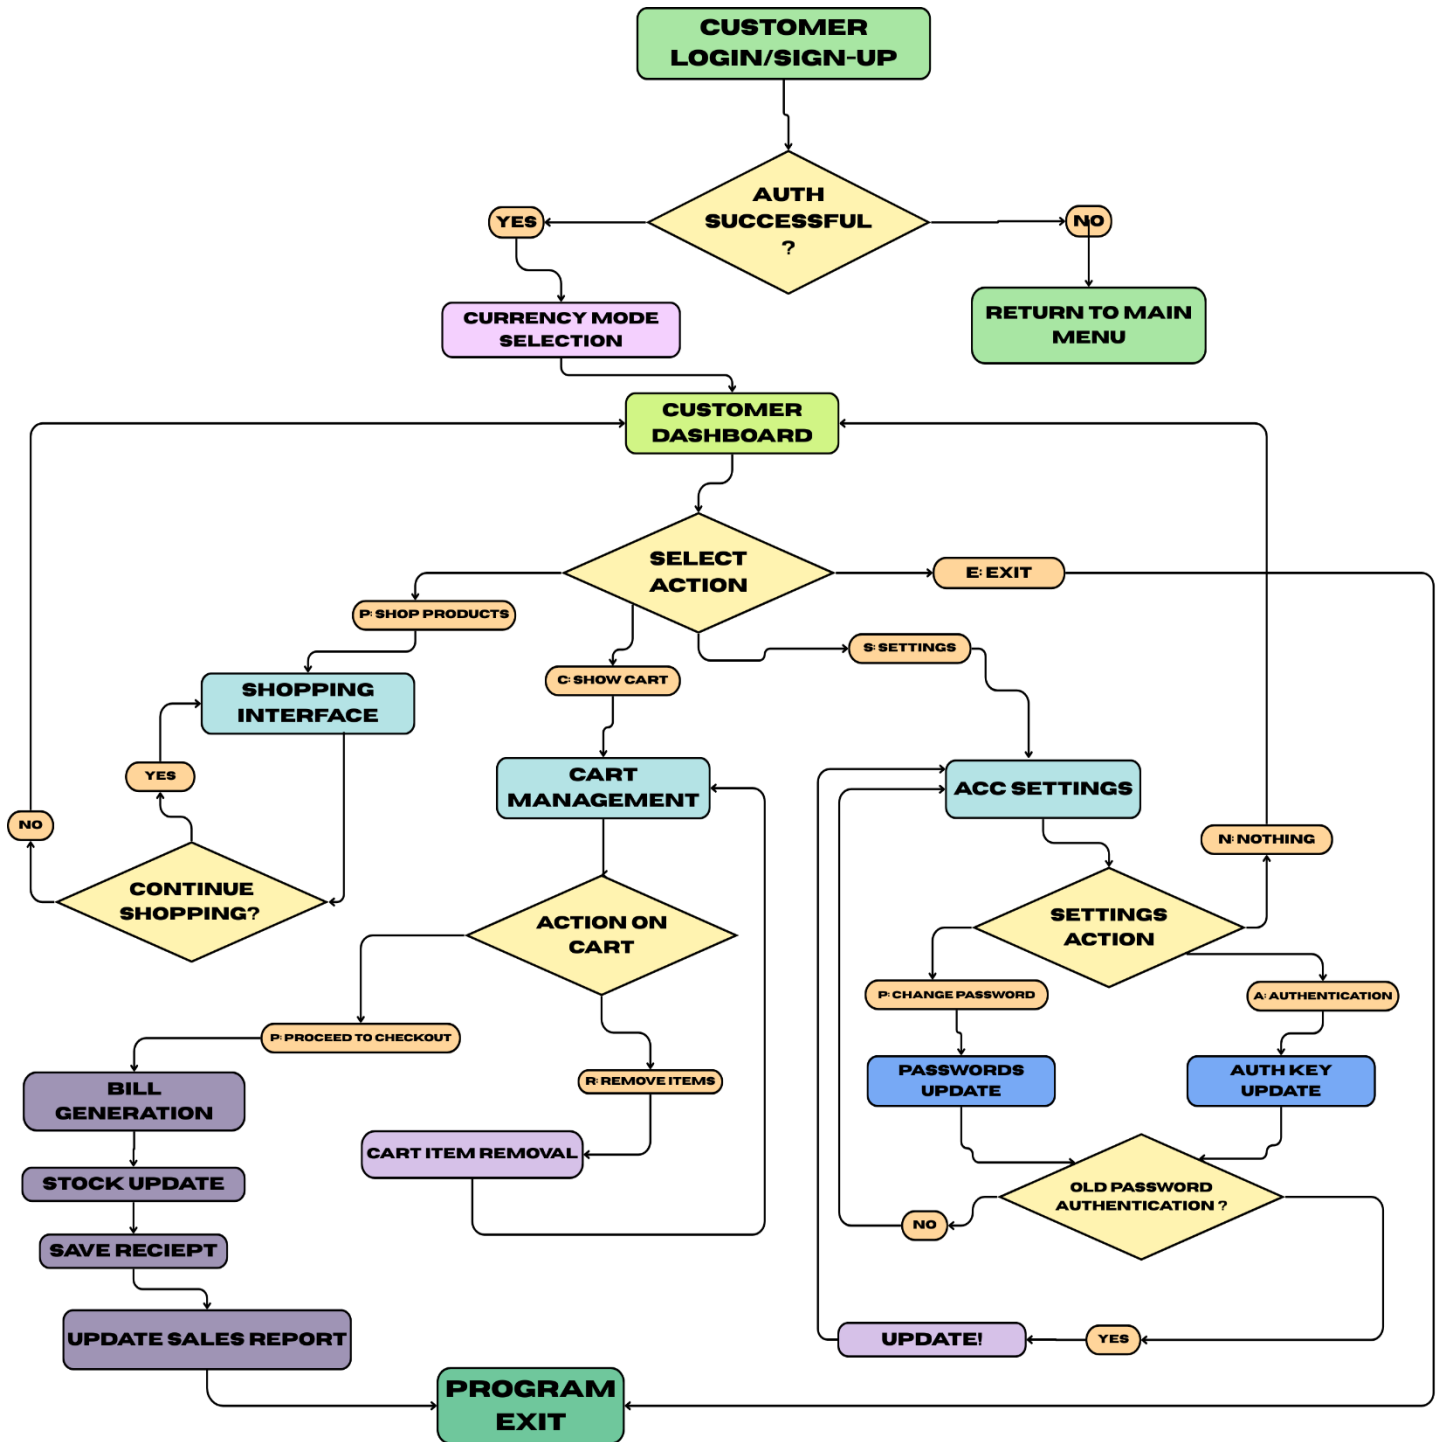 CUSTOMER
LOGIN/SIGN-UP
AUTH
SUCCESSFUL
?
YES
NO
CURRENCY MODE
SELECTION
RETURN TO MAIN
MENU
CUSTOMER
DASHBOARD
SELECT
ACTION
E: EXIT
P: SHOP PRODUCTS
S: SETTINGS
C: SHOW CART
SHOPPING
INTERFACE
YES
CART
MANAGEMENT
ACC SETTINGS
NO
N: NOTHING
CONTINUE
SHOPPING?
ACTION ON
CART
SETTINGS
ACTION
P: CHANGE PASSWORD
A: AUTHENTICATION
P: PROCEED TO CHECKOUT
R: REMOVE ITEMS
PASSWORDS
UPDATE
AUTH KEY
UPDATE
BILL
GENERATION
CART ITEM REMOVAL
STOCK UPDATE
OLD PASSWORD
AUTHENTICATION ?
NO
SAVE RECIEPT
UPDATE SALES REPORT
UPDATE!
YES
PROGRAM
EXIT